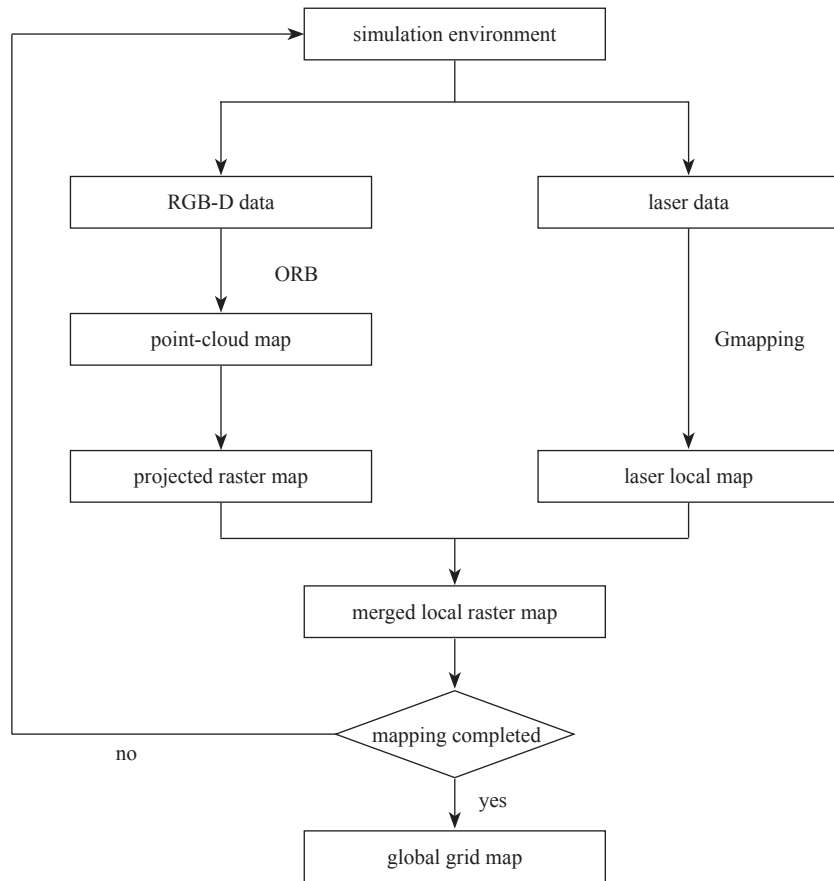 simulation environment
RGB-D data
laser data
ORB
point-cloud map
Gmapping
projected raster map
laser local map
merged local raster map
mapping completed
no
yes
global grid map